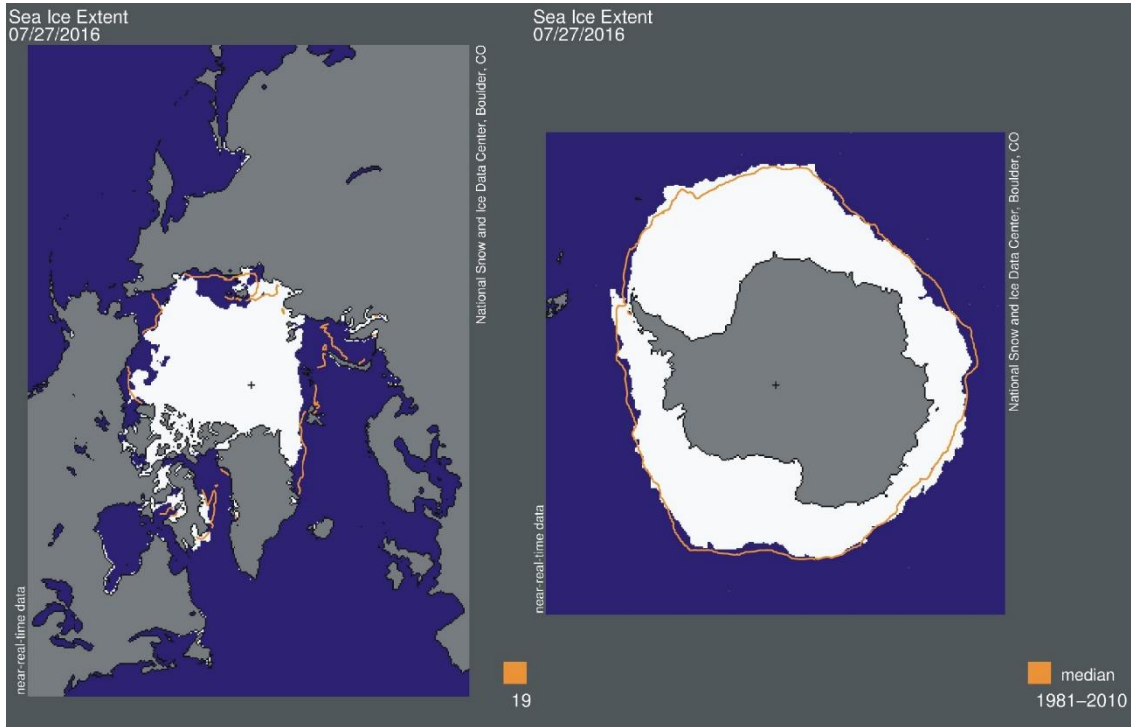 Sea Ice Extent
07/27/2016
National Snow and Ice Data Center, Boulder, CO
near-real-time data
19
Sea Ice Extent
07/27/2016
National Snow and Ice Data Center, Boulder, CO
near-real-time data
median
1981–2010